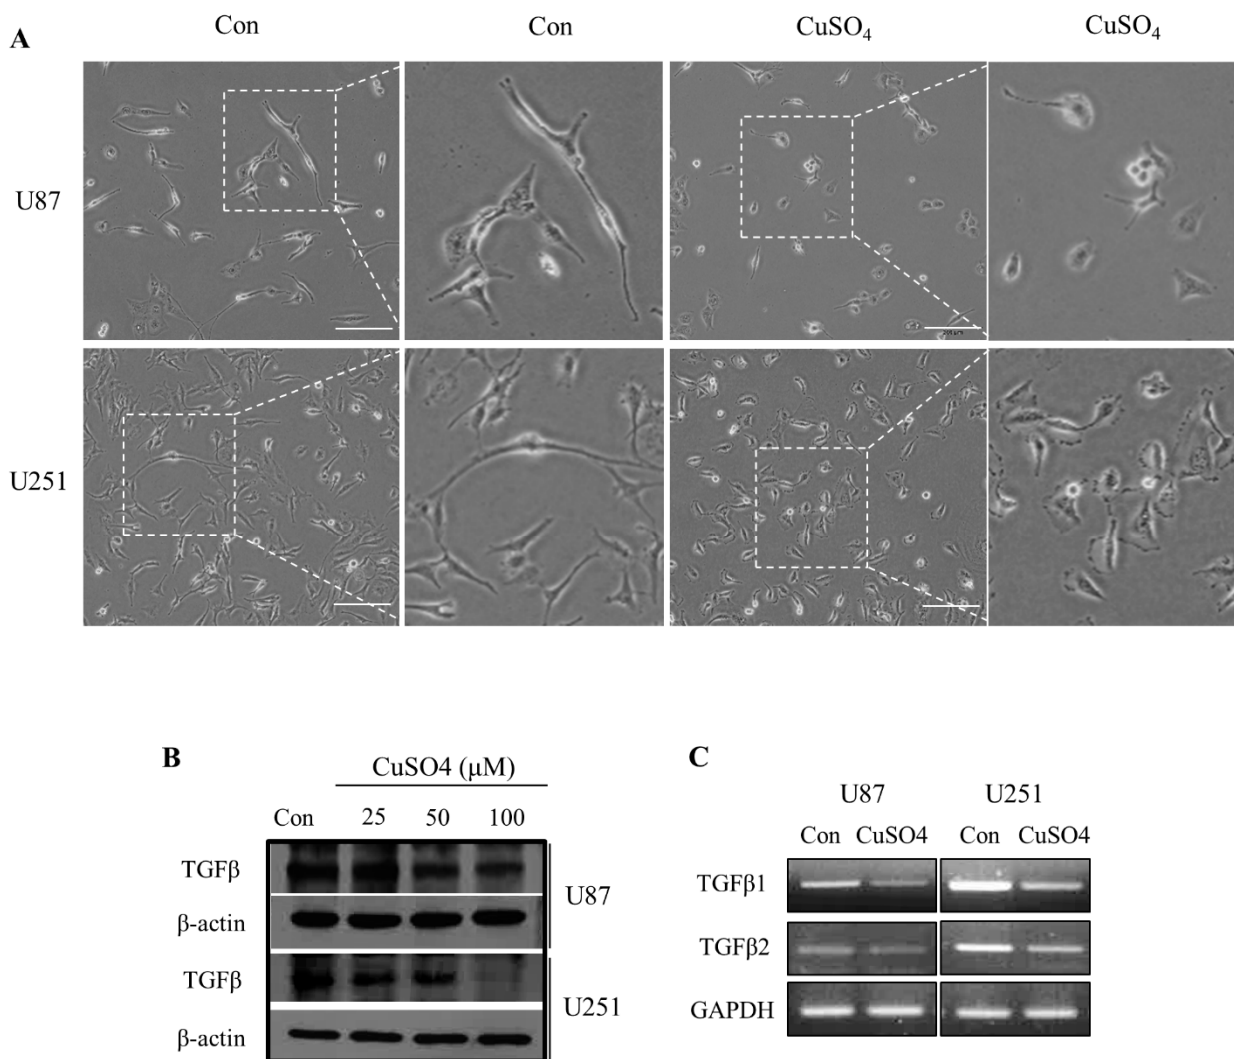 A
Con Con CuSO₄ CuSO₄
U87
U251
B
CuSO4 (μM)
Con 25 50 100
TGFβ
β-actin
U87
TGFβ
β-actin
U251
C
U87 U251
Con CuSO4 Con CuSO4
TGFβ1
TGFβ2
GAPDH